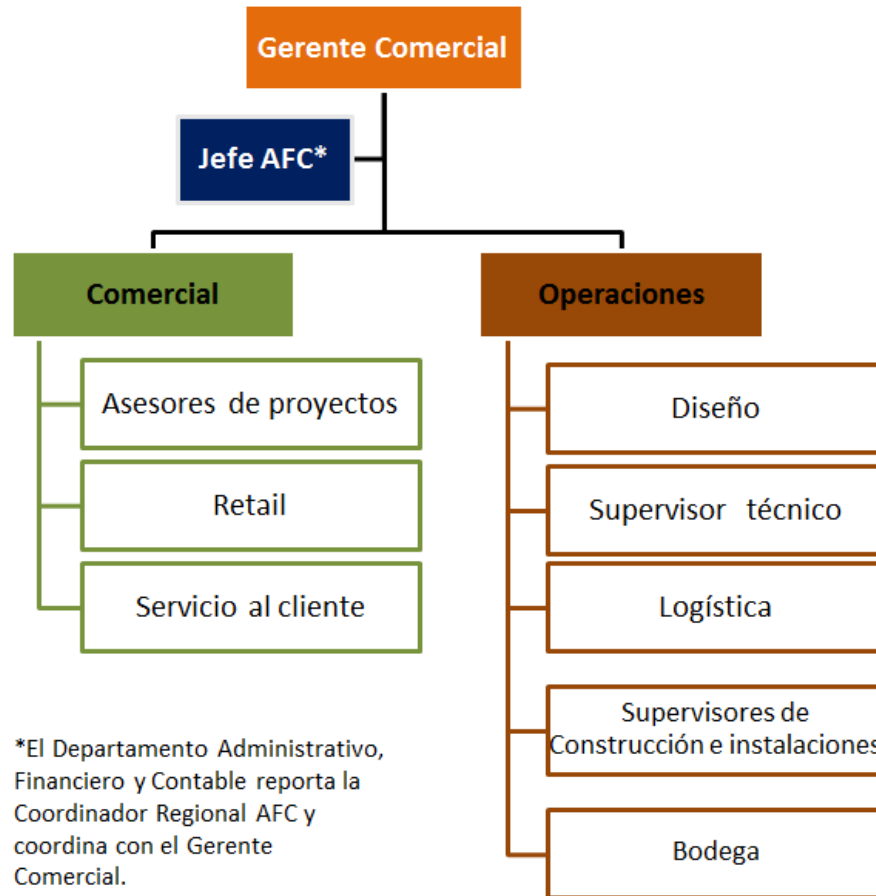 Gerente Comercial
Jefe AFC*
Comercial
Asesores de proyectos
Retail
Servicio al cliente
Operaciones
Diseño
Supervisor técnico
Logística
Supervisores de
Construcción e instalaciones
Bodega
*El Departamento Administrativo,
Financiero y Contable reporta la
Coordinador Regional AFC y
coordina con el Gerente
Comercial.